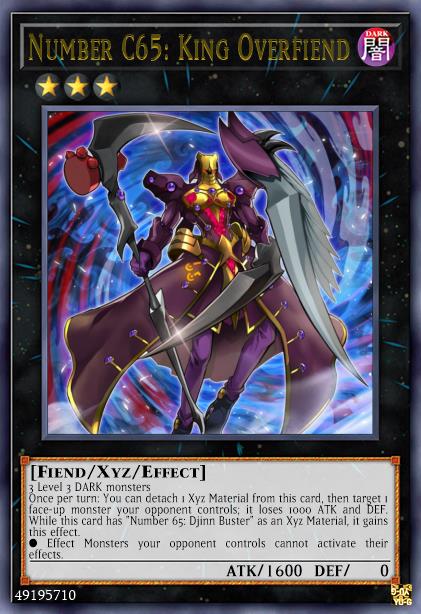 NUMBER C65: KING OVERFIEND
DARK
闇
65
[FIEND/XYZ/EFFECT]
3 Level 3 DARK monsters
Once per turn: You can detach 1 Xyz Material from this card, then target 1
face-up monster your opponent controls; it loses 1000 ATK and DEF.
While this card has "Number 65: Djinn Buster" as an Xyz Material, it gains
this effect.
● Effect Monsters your opponent controls cannot activate their
effects.
ATK/1600 DEF/ 0
49195710